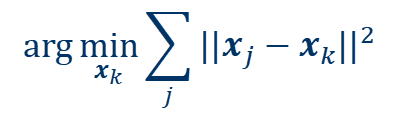 arg min_{𝒙_k} ∑_j ||𝒙_j − 𝒙_k||²